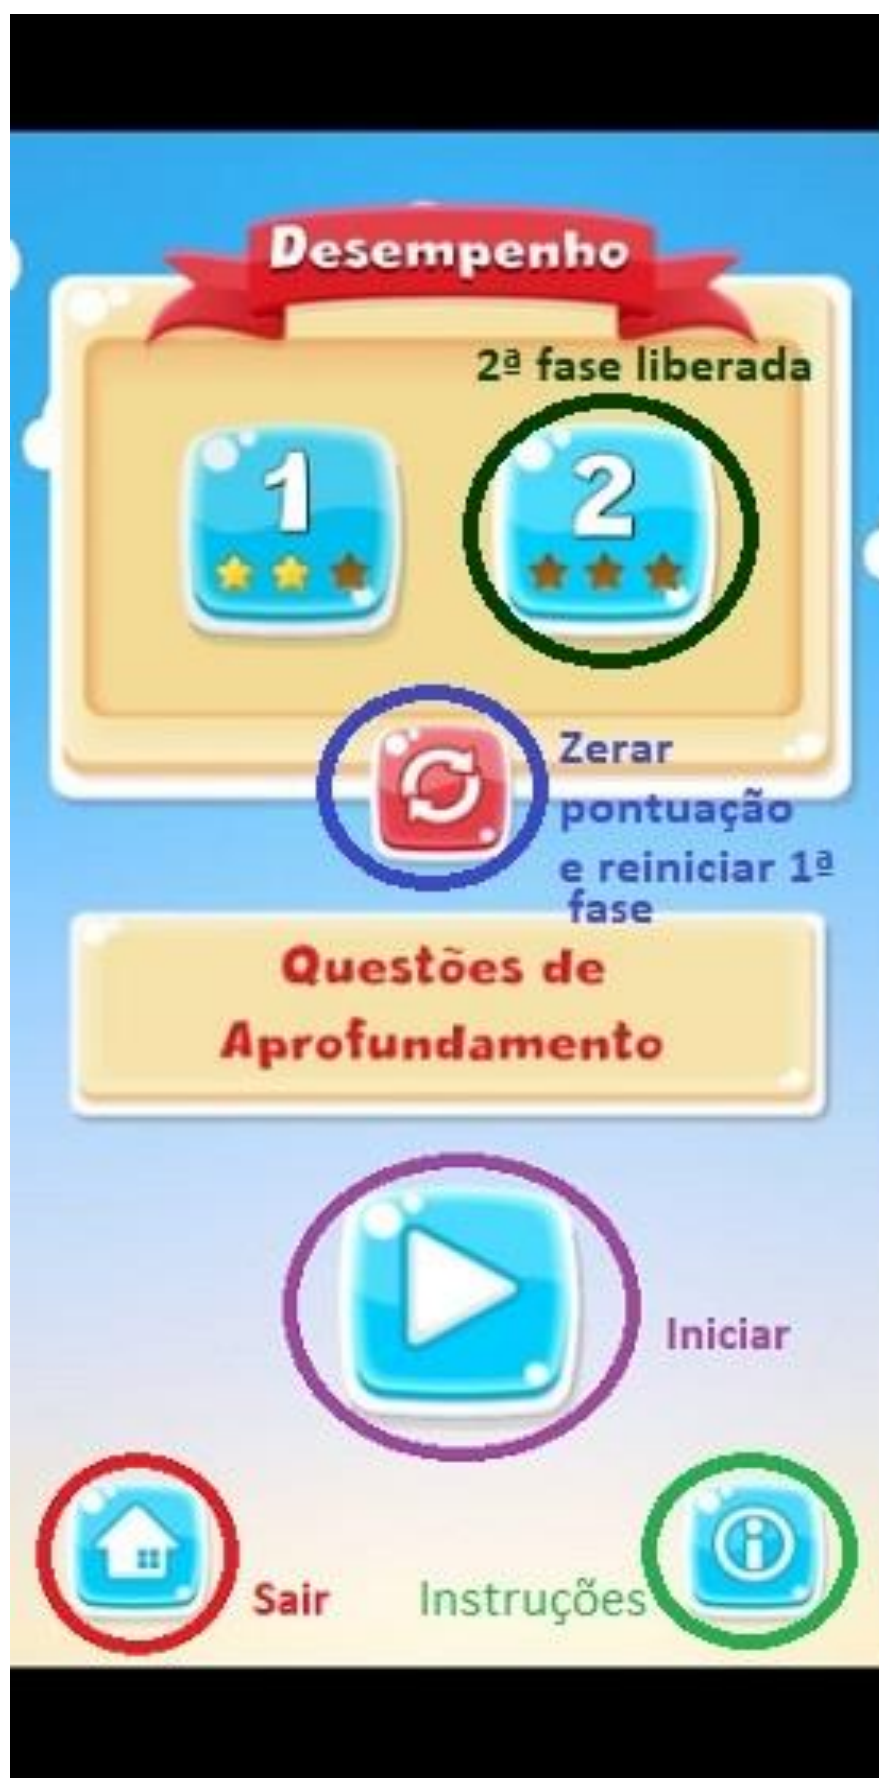 Desempenho
2ª fase liberada
1
2
Zerar
pontuação
e reiniciar 1ª
fase
Questões de
Aprofundamento
Iniciar
Sair
Instruções